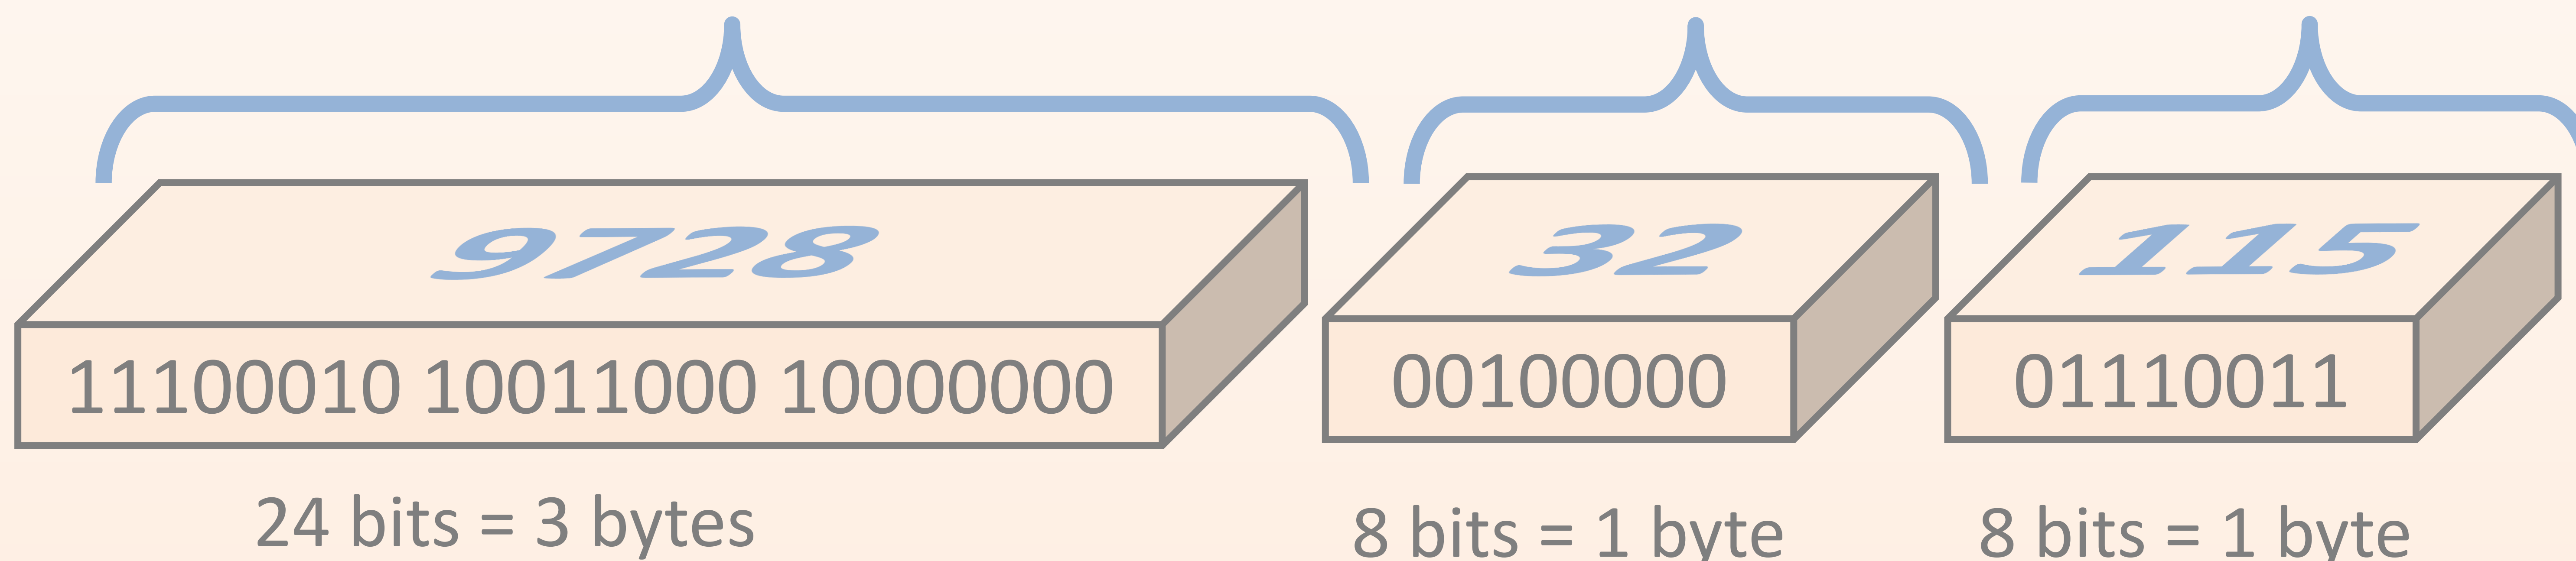 9728 32 115
11100010 10011000 10000000 00100000 01110011
24 bits = 3 bytes 8 bits = 1 byte 8 bits = 1 byte